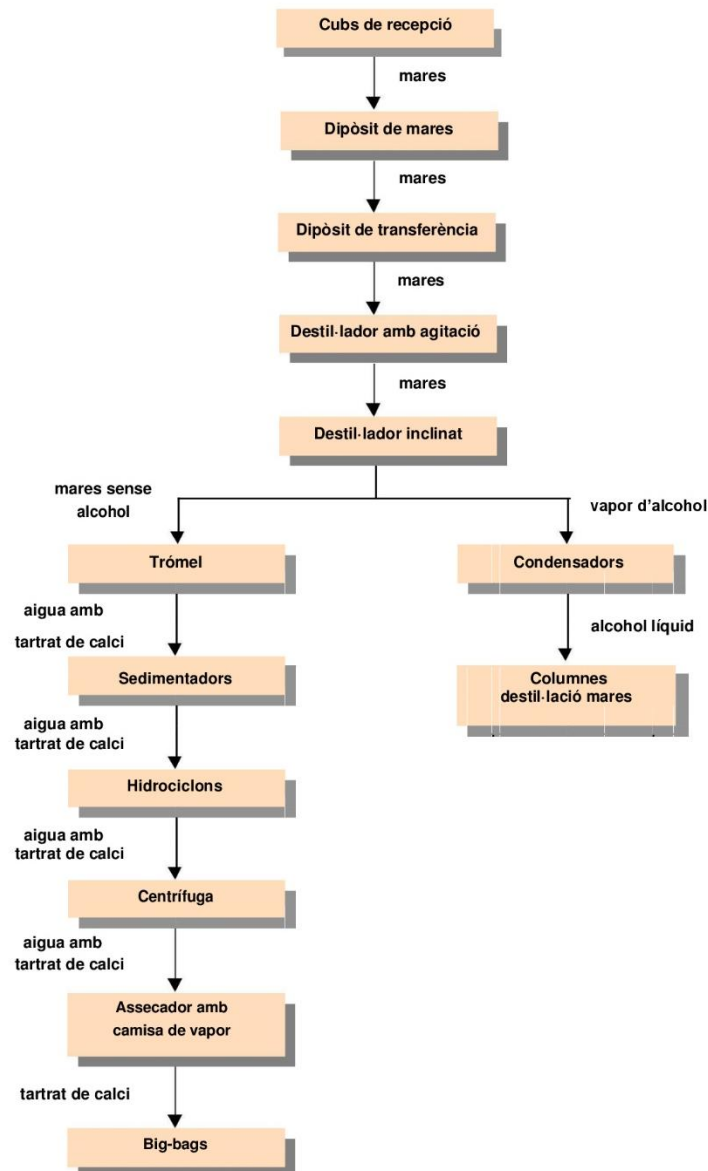 Cubs de recepció
mares
Dipòsit de mares
mares
Dipòsit de transferència
mares
Destil·lador amb agitació
mares
Destil·lador inclinat
mares sense
alcohol
vapor d'alcohol
Trómel
Condensadors
aigua amb
tartrat de calci
alcohol líquid
Sedimentadors
Columnes
destil·lació mares
aigua amb
tartrat de calci
Hidrociclons
aigua amb
tartrat de calci
Centrífuga
aigua amb
tartrat de calci
Assecador amb
camisa de vapor
tartrat de calci
Big-bags